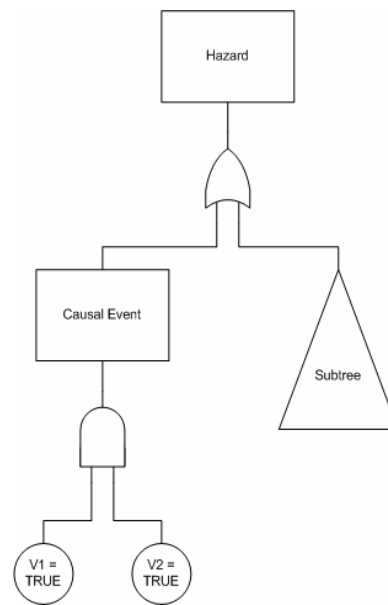 Hazard
Causal Event
Subtree
V1 =
TRUE
V2 =
TRUE